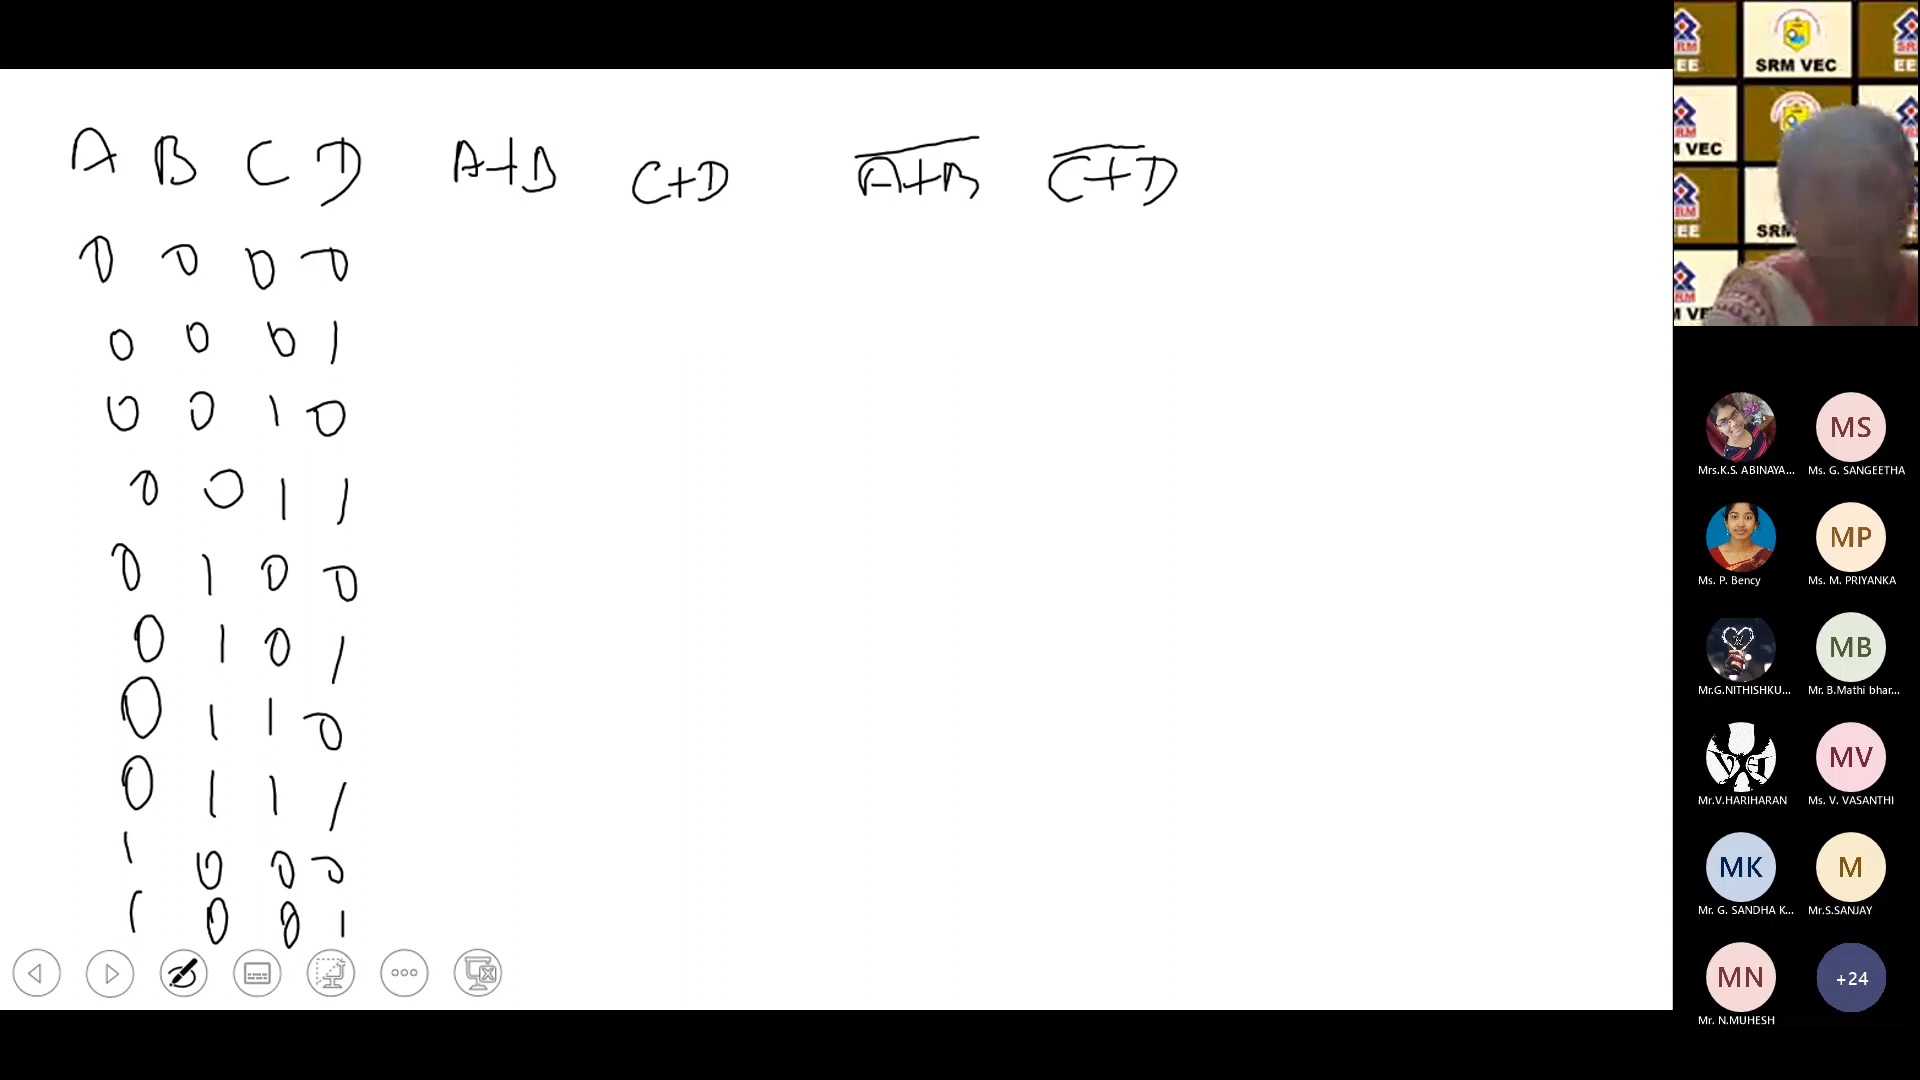 A B C D A+B C+D A̅+̅B̅ C̅+̅D̅
0 0 0 0
0 0 0 1
0 0 1 0
0 0 1 1
0 1 0 0
0 1 0 1
0 1 1 0
0 1 1 1
1 0 0 0
1 0 0 1
SRM VEC
EEE
Mrs.K.S. ABINAYA...
MS
Ms. G. SANGEETHA
Ms. P. Bency
MP
Ms. M. PRIYANKA
Mr.G.NITHISHKU...
MB
Mr. B.Mathi bhar...
Mr.V.HARIHARAN
MV
Ms. V. VASANTHI
MK
Mr. G. SANDHA K...
M
Mr.S.SANJAY
MN
Mr. N.MUHESH
+24